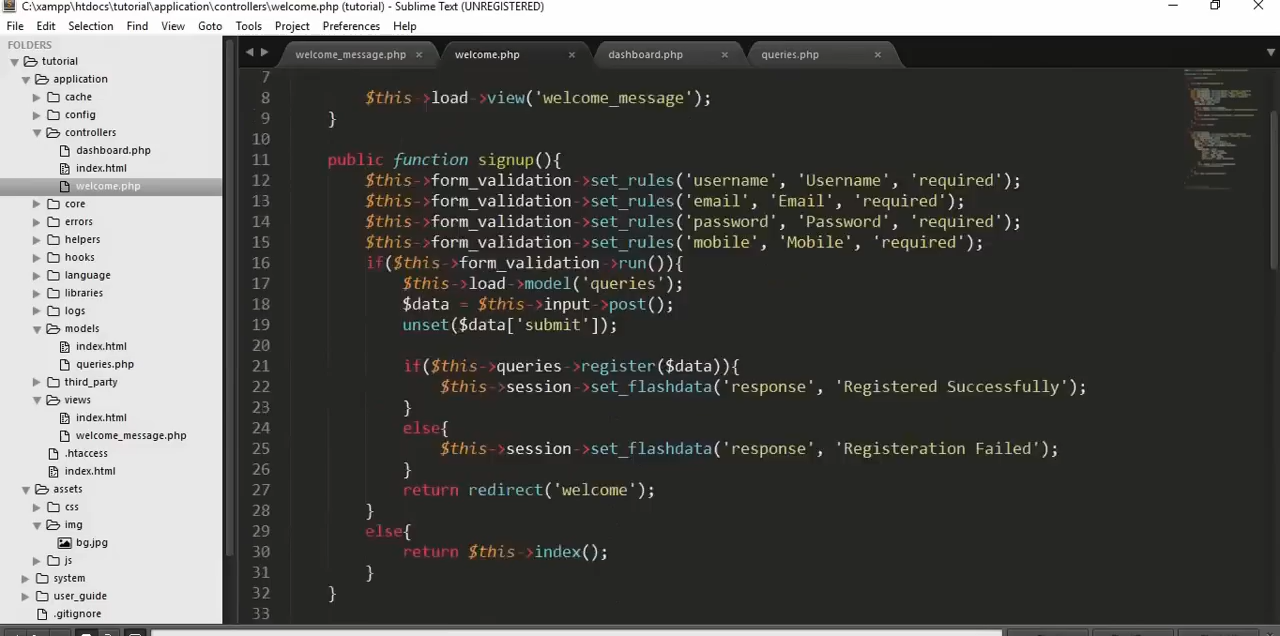 C:\xampp\htdocs\tutorial\application\controllers\welcome.php (tutorial) - Sublime Text (UNREGISTERED)
File Edit Selection Find View Goto Tools Project Preferences Help
FOLDERS
tutorial
application
cache
config
controllers
dashboard.php
index.html
welcome.php
core
errors
helpers
hooks
language
libraries
logs
models
index.html
queries.php
third_party
views
index.html
welcome_message.php
.htaccess
index.html
assets
css
img
bg.jpg
js
system
user_guide
.gitignore
welcome_message.php × welcome.php × dashboard.php × queries.php ×
7
8 $this->load->view('welcome_message');
9 }
10
11 public function signup(){
12 $this->form_validation->set_rules('username', 'Username', 'required');
13 $this->form_validation->set_rules('email', 'Email', 'required');
14 $this->form_validation->set_rules('password', 'Password', 'required');
15 $this->form_validation->set_rules('mobile', 'Mobile', 'required');
16 if($this->form_validation->run()){
17 $this->load->model('queries');
18 $data = $this->input->post();
19 unset($data['submit']);
20
21 if($this->queries->register($data)){
22 $this->session->set_flashdata('response', 'Registered Successfully');
23 }
24 else{
25 $this->session->set_flashdata('response', 'Registeration Failed');
26 }
27 return redirect('welcome');
28 }
29 else{
30 return $this->index();
31 }
32 }
33